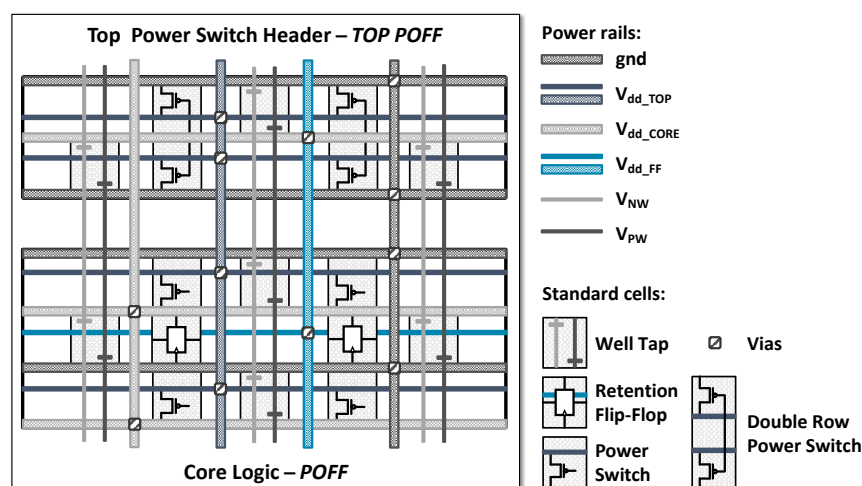 Top Power Switch Header – TOP POFF
Core Logic – POFF
Power rails:
gnd
Vdd_TOP
Vdd_CORE
Vdd_FF
VNW
VPW
Standard cells:
Well Tap
Vias
Retention
Flip-Flop
Power
Switch
Double Row
Power Switch